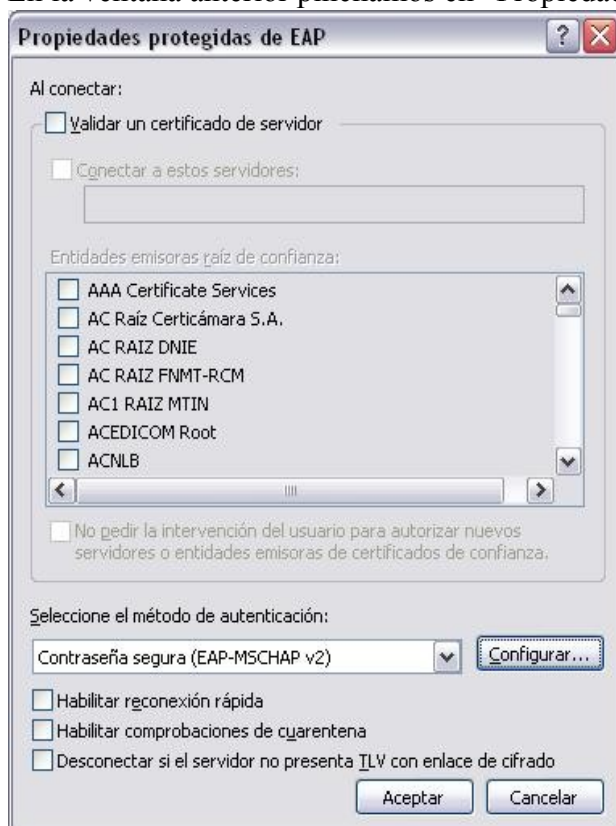 En la ventana anterior pinchamos en "Propiedad
Propiedades protegidas de EAP
Al conectar:
Validar un certificado de servidor
Conectar a estos servidores:
Entidades emisoras raíz de confianza:
AAA Certificate Services
AC Raíz Certicámara S.A.
AC RAIZ DNIE
AC RAIZ FNMT-RCM
AC1 RAIZ MTIN
ACEDICOM Root
ACNLB
No pedir la intervención del usuario para autorizar nuevos
servidores o entidades emisoras de certificados de confianza.
Seleccione el método de autenticación:
Contraseña segura (EAP-MSCHAP v2) Configurar...
Habilitar reconexión rápida
Habilitar comprobaciones de cuarentena
Desconectar si el servidor no presenta TLV con enlace de cifrado
Aceptar Cancelar